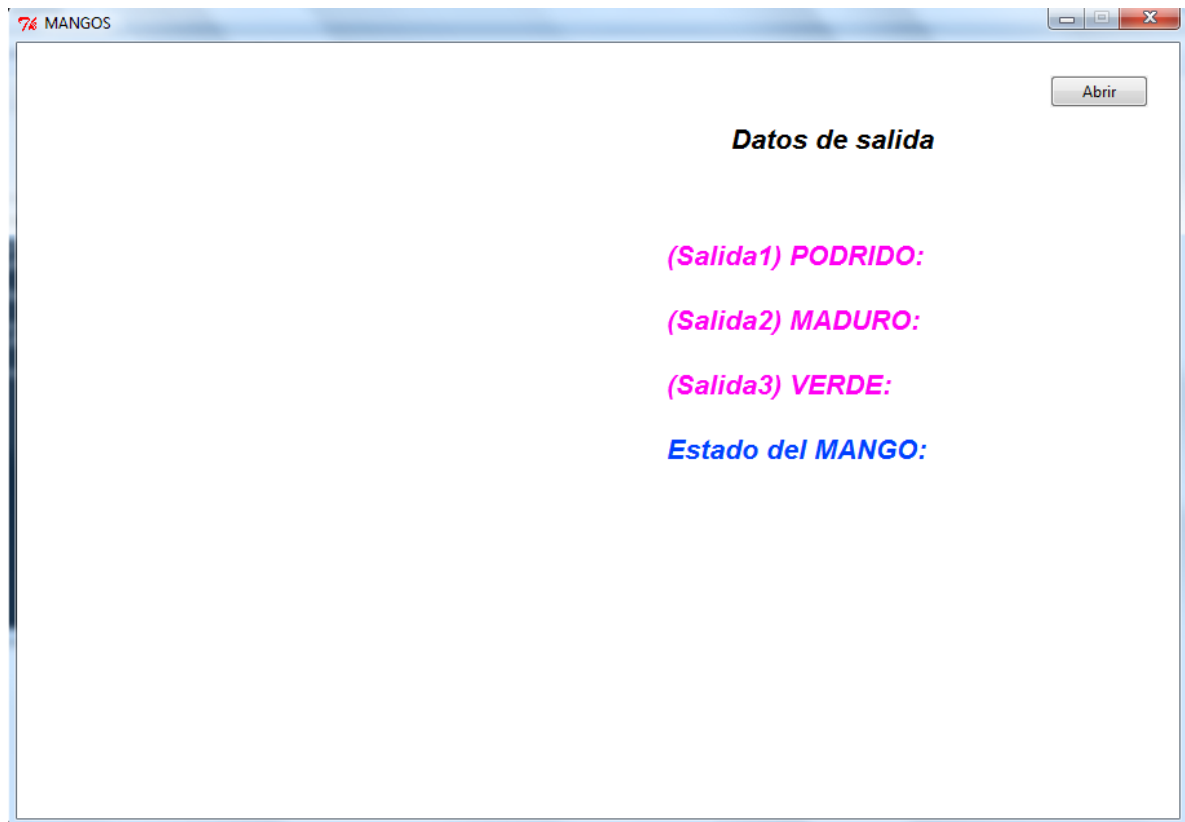 MANGOS
Abrir
Datos de salida
(Salida1) PODRIDO:
(Salida2) MADURO:
(Salida3) VERDE:
Estado del MANGO: